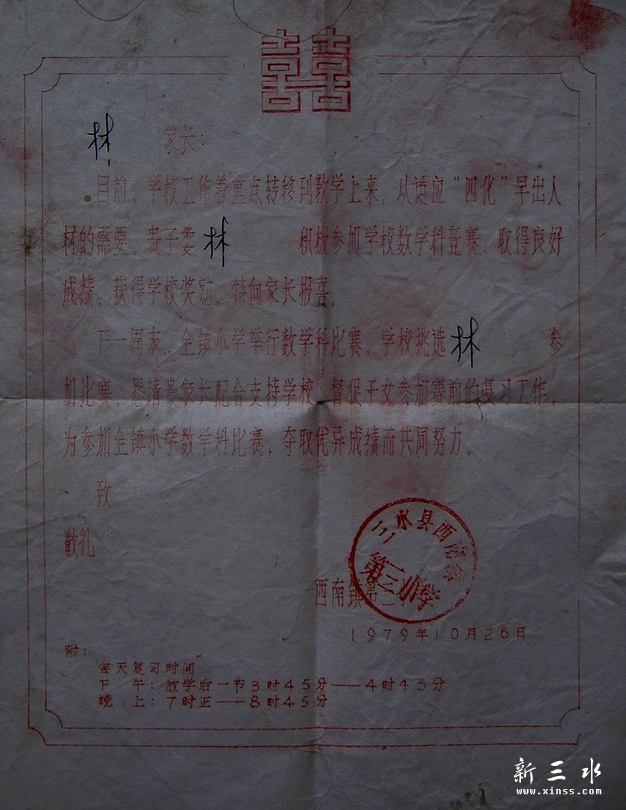 囍
林 家长：
目前，学校工作着重点转移到教学上来，以适应“四化”早出人
材的需要。贵子女林 积极参加学校数学科竞赛、取得良好
成绩，获得学校奖励。特向家长报喜。
下一周末，全镇小学举行数学科比赛，学校挑选林 参
加比赛，恳请贵家长配合支持学校，督促子女参加赛前的复习工作，
为参加全镇小学数学科比赛，夺取优异成绩而共同努力。
致
敬礼
三水县西南镇
第三小学
西南镇第三
1979年10月26日
附：
每天复习时间
下 午：放学后一节3时45分——4时45分
晚 上：7时正——8时45分
新三水
www.xinss.com